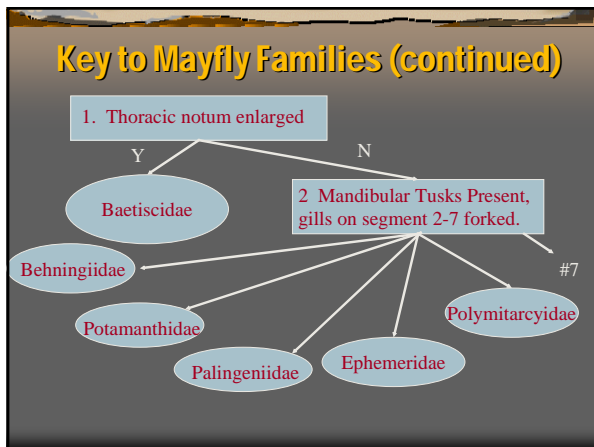 Key to Mayfly Families (continued)
1. Thoracic notum enlarged
Y
N
2 Mandibular Tusks Present,
gills on segment 2-7 forked.
Baetiscidae
Behningiidae
#7
Potamanthidae
Polymitarcyidae
Palingeniidae
Ephemeridae